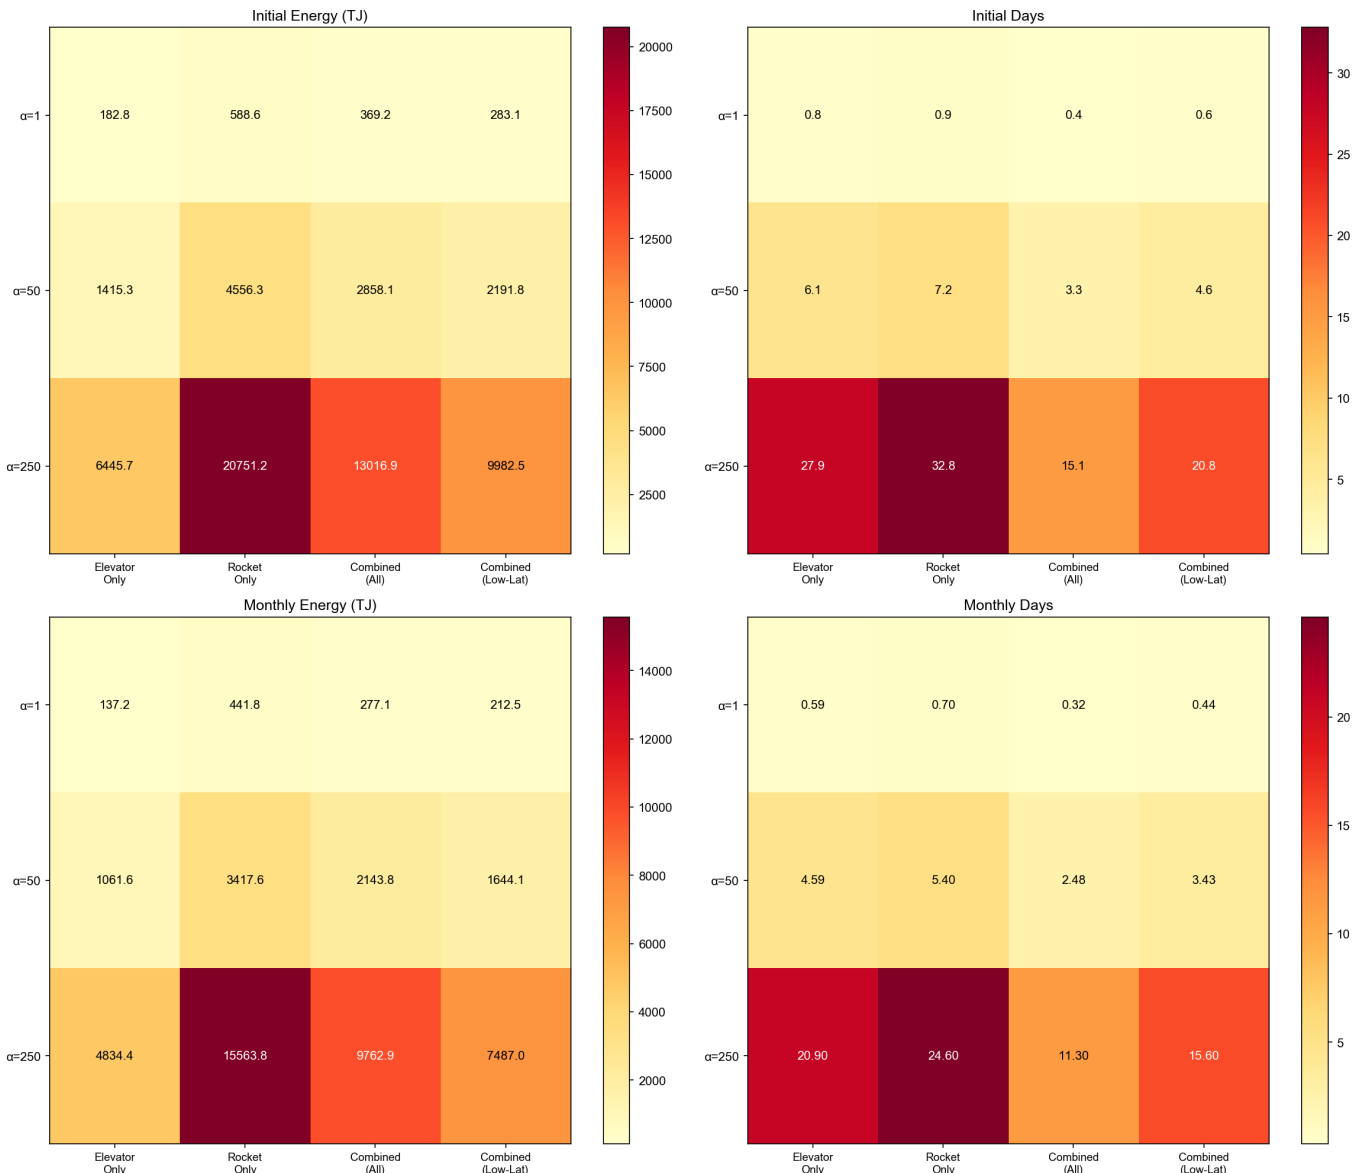 Initial Energy (TJ)
α=1 182.8 588.6 369.2 283.1
α=50 1415.3 4556.3 2858.1 2191.8
α=250 6445.7 20751.2 13016.9 9982.5
Elevator Only
Rocket Only
Combined (All)
Combined (Low-Lat)
20000
17500
15000
12500
10000
7500
5000
2500
Initial Days
α=1 0.8 0.9 0.4 0.6
α=50 6.1 7.2 3.3 4.6
α=250 27.9 32.8 15.1 20.8
Elevator Only
Rocket Only
Combined (All)
Combined (Low-Lat)
30
25
20
15
10
5
Monthly Energy (TJ)
α=1 137.2 441.8 277.1 212.5
α=50 1061.6 3417.6 2143.8 1644.1
α=250 4834.4 15563.8 9762.9 7487.0
Elevator Only
Rocket Only
Combined (All)
Combined (Low-Lat)
14000
12000
10000
8000
6000
4000
2000
Monthly Days
α=1 0.59 0.70 0.32 0.44
α=50 4.59 5.40 2.48 3.43
α=250 20.90 24.60 11.30 15.60
Elevator Only
Rocket Only
Combined (All)
Combined (Low-Lat)
20
15
10
5